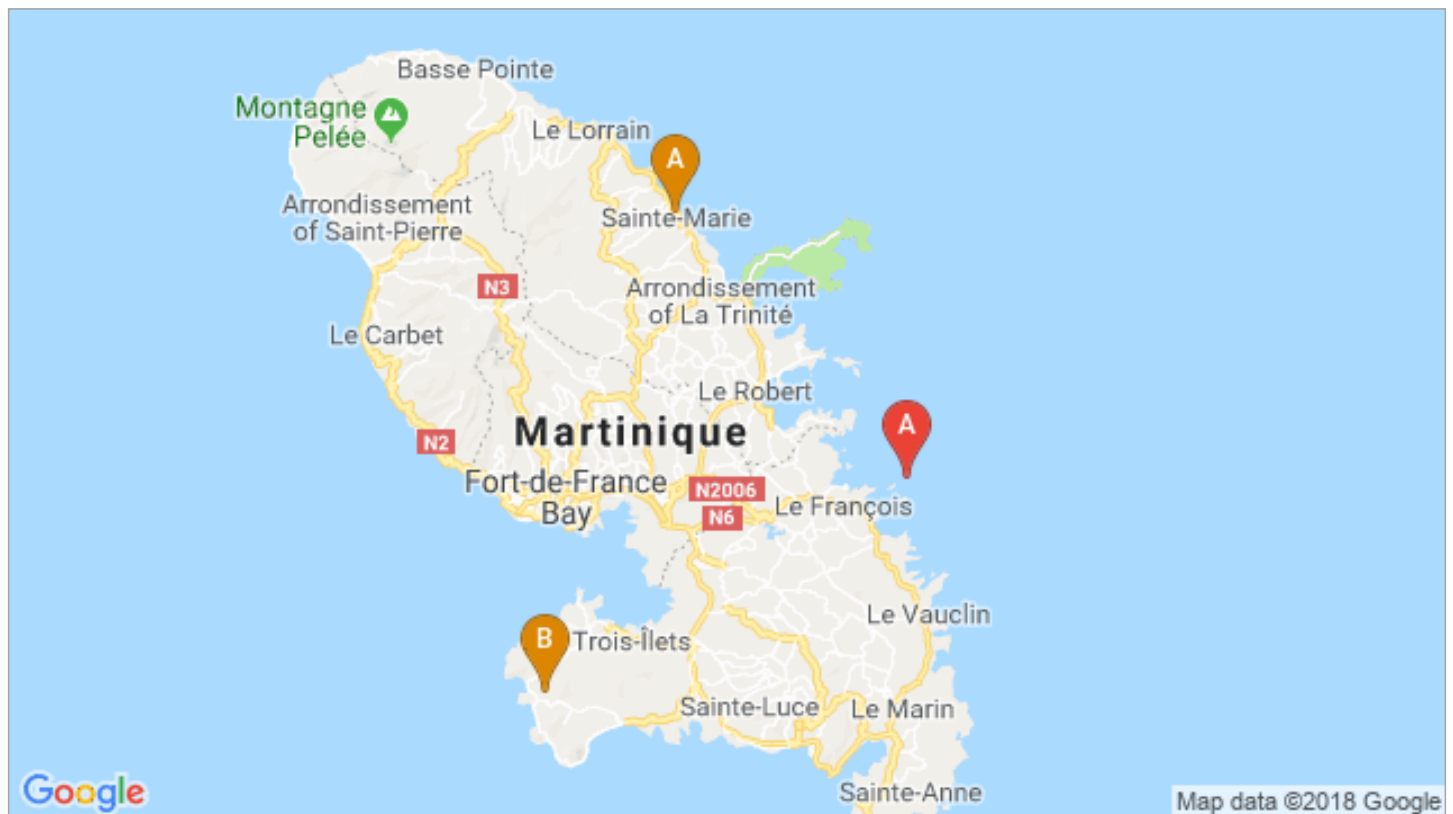 Basse Pointe
Montagne
Pelée
Le Lorrain
A
Arrondissement
of Saint-Pierre
Sainte-Marie
N3
Arrondissement
of La Trinité
Le Carbet
Le Robert
A
N2
Martinique
Fort-de-France
Bay
N2006
N6
Le François
Le Vauclin
B
Trois-Îlets
Sainte-Luce
Le Marin
Sainte-Anne
Google
Map data ©2018 Google